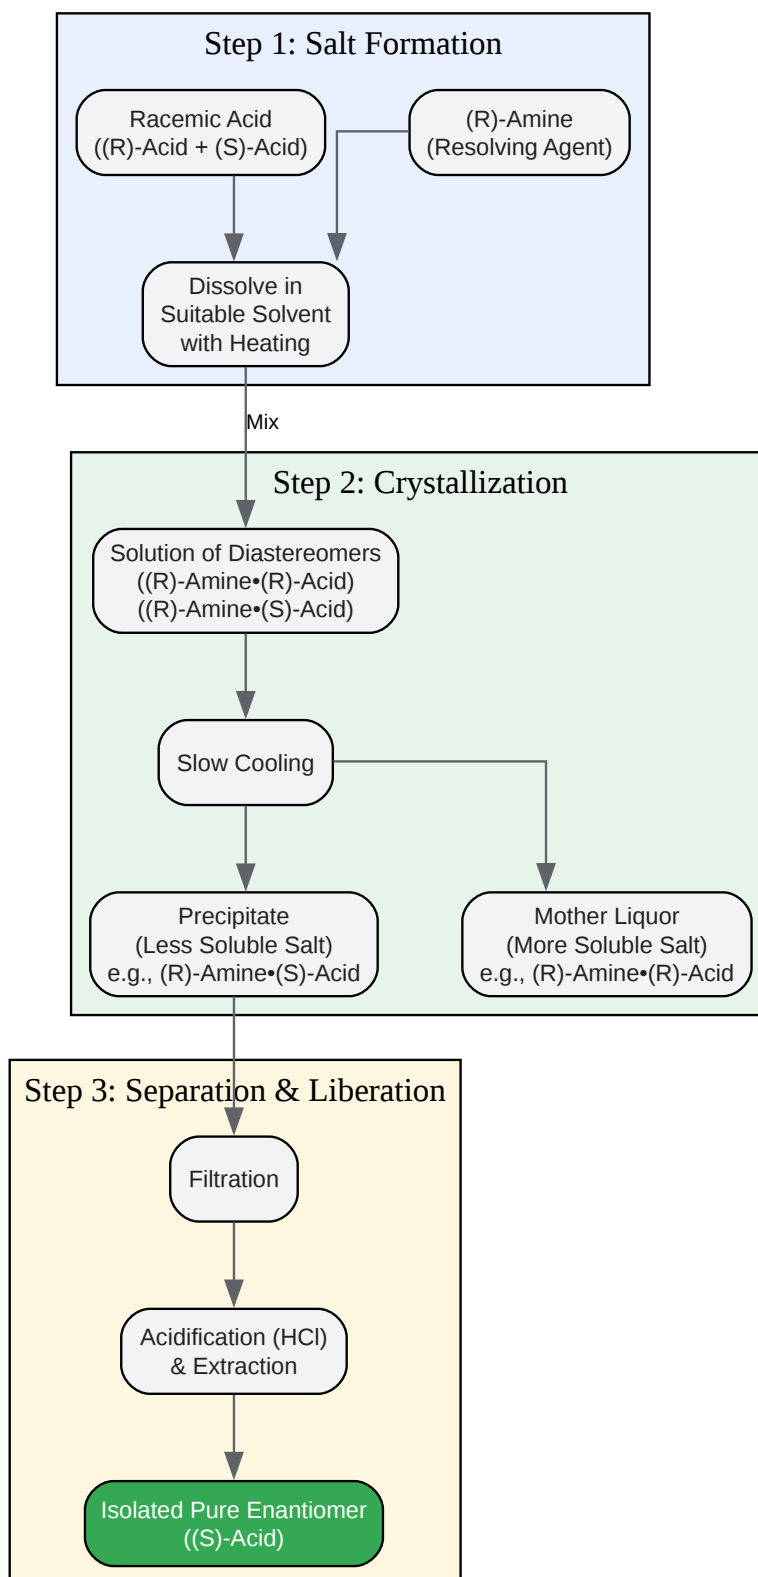 Step 1: Salt Formation
Racemic Acid
((R)-Acid + (S)-Acid)
(R)-Amine
(Resolving Agent)
Dissolve in
Suitable Solvent
with Heating
Mix
Step 2: Crystallization
Solution of Diastereomers
((R)-Amine•(R)-Acid)
((R)-Amine•(S)-Acid)
Slow Cooling
Precipitate
(Less Soluble Salt)
e.g., (R)-Amine•(S)-Acid
Mother Liquor
(More Soluble Salt)
e.g., (R)-Amine•(R)-Acid
Step 3: Separation & Liberation
Filtration
Acidification (HCl)
& Extraction
Isolated Pure Enantiomer
((S)-Acid)